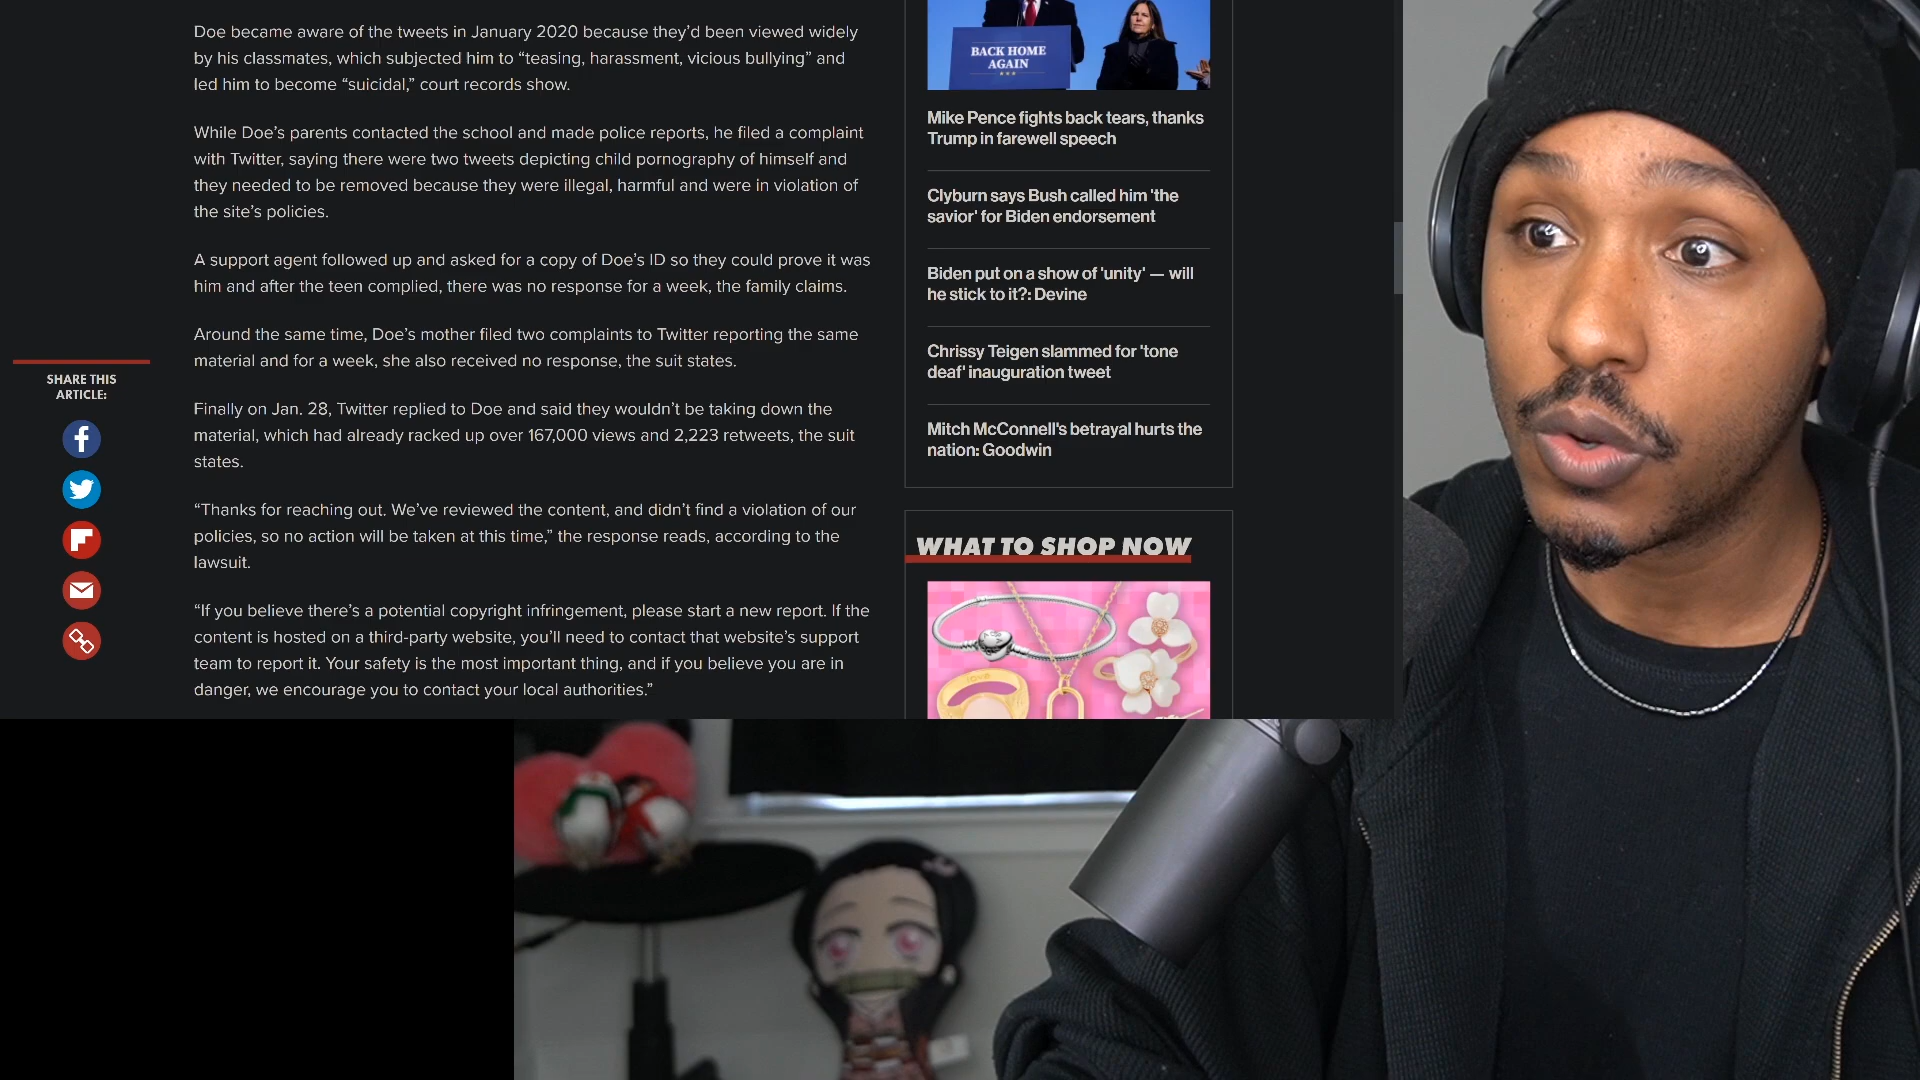 Doe became aware of the tweets in January 2020 because they’d been viewed widely
by his classmates, which subjected him to “teasing, harassment, vicious bullying” and
led him to become “suicidal,” court records show.
While Doe’s parents contacted the school and made police reports, he filed a complaint
with Twitter, saying there were two tweets depicting child pornography of himself and
they needed to be removed because they were illegal, harmful and were in violation of
the site’s policies.
A support agent followed up and asked for a copy of Doe’s ID so they could prove it was
him and after the teen complied, there was no response for a week, the family claims.
Around the same time, Doe’s mother filed two complaints to Twitter reporting the same
material and for a week, she also received no response, the suit states.
Finally on Jan. 28, Twitter replied to Doe and said they wouldn’t be taking down the
material, which had already racked up over 167,000 views and 2,223 retweets, the suit
states.
“Thanks for reaching out. We’ve reviewed the content, and didn’t find a violation of our
policies, so no action will be taken at this time,” the response reads, according to the
lawsuit.
“If you believe there’s a potential copyright infringement, please start a new report. If the
content is hosted on a third-party website, you’ll need to contact that website’s support
team to report it. Your safety is the most important thing, and if you believe you are in
danger, we encourage you to contact your local authorities.”
SHARE THIS
ARTICLE:
BACK HOME
AGAIN
Mike Pence fights back tears, thanks
Trump in farewell speech
Clyburn says Bush called him 'the
savior' for Biden endorsement
Biden put on a show of 'unity' — will
he stick to it?: Devine
Chrissy Teigen slammed for 'tone
deaf' inauguration tweet
Mitch McConnell's betrayal hurts the
nation: Goodwin
WHAT TO SHOP NOW
LOVE